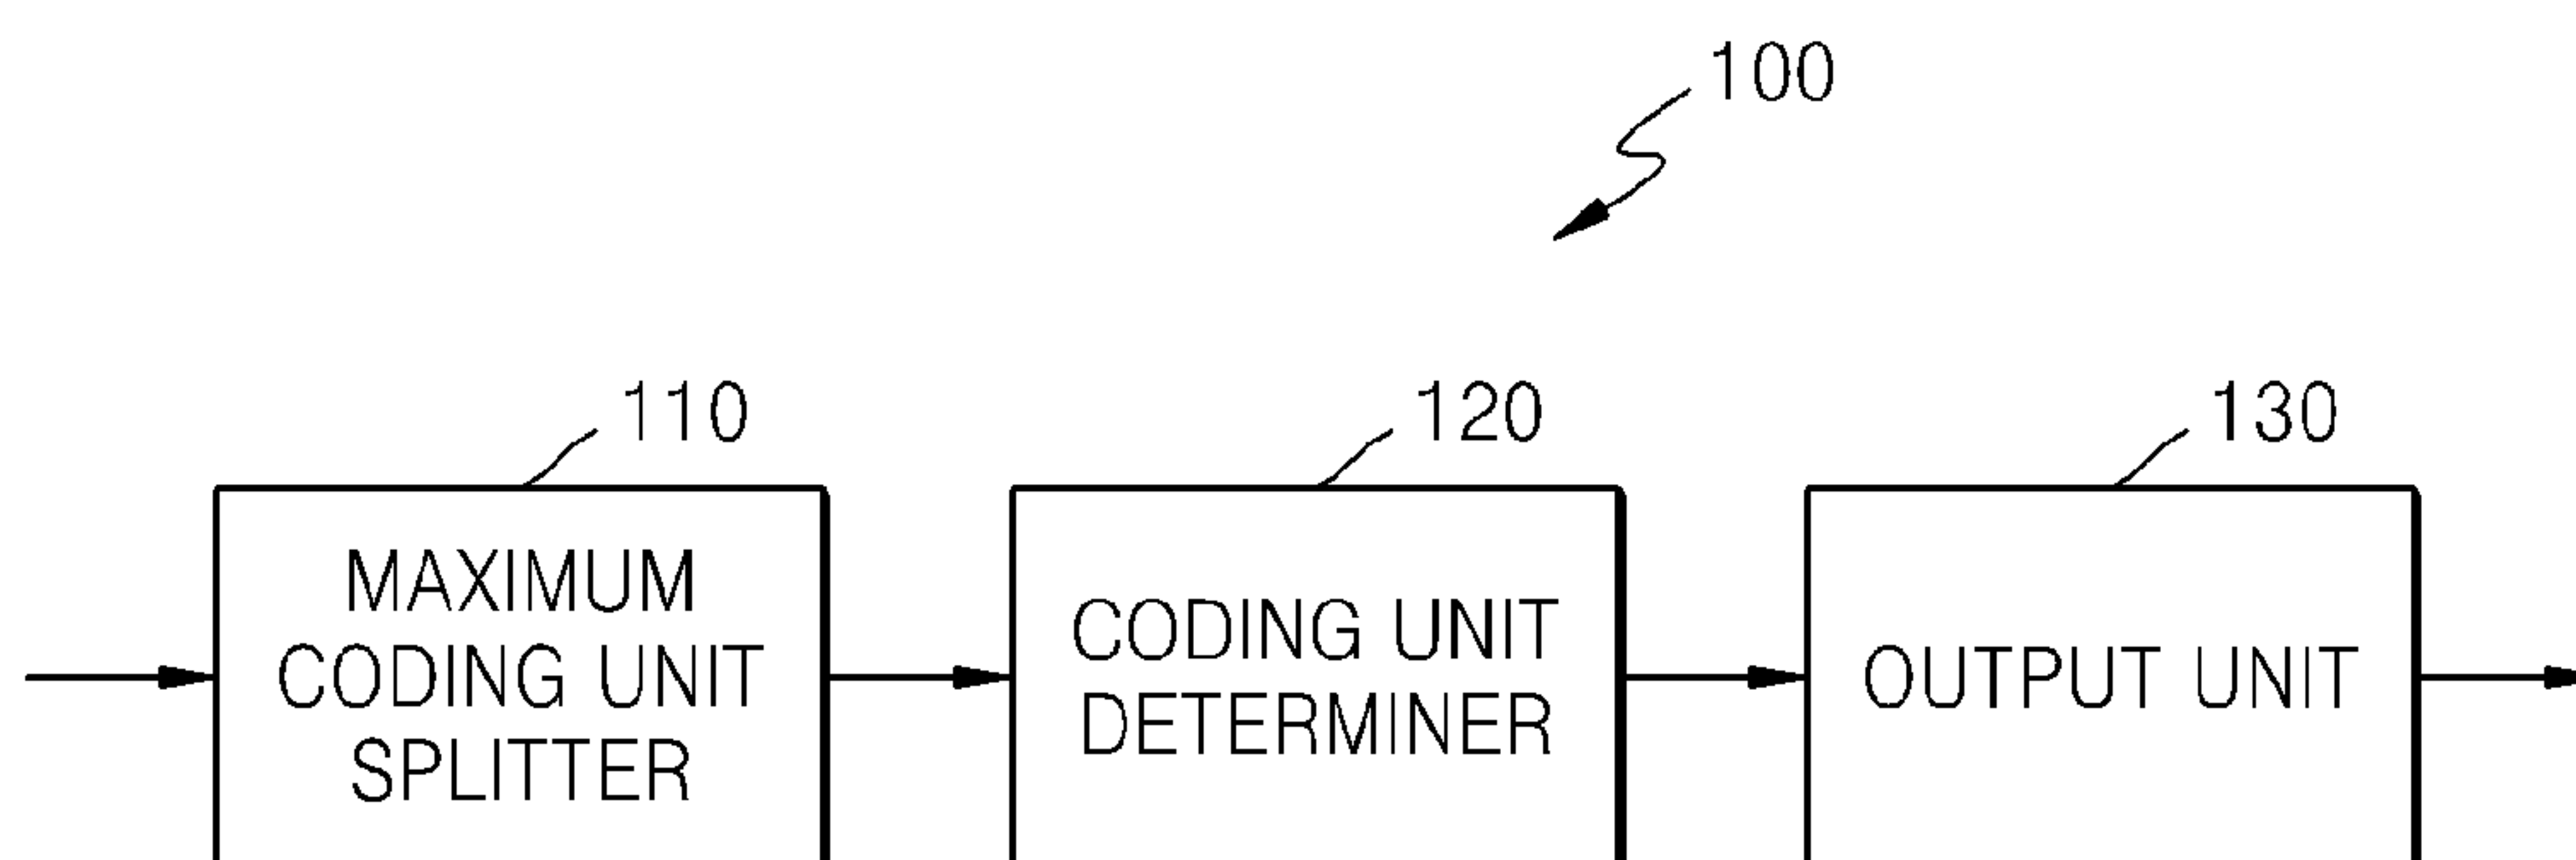 100
110
120
130
MAXIMUM
CODING UNIT
SPLITTER
CODING UNIT
DETERMINER
OUTPUT UNIT